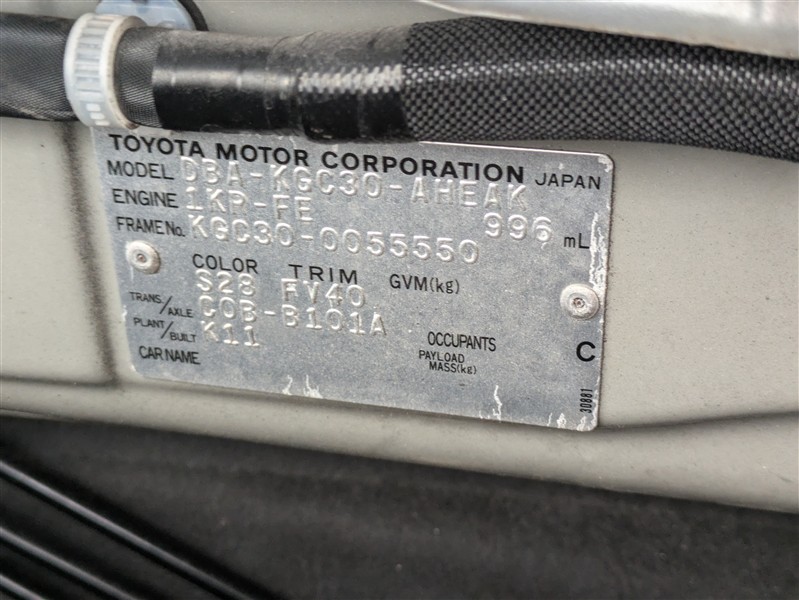 TOYOTA MOTOR CORPORATION JAPAN
MODEL DBA-KGC30-AHEAK
ENGINE 1KR-FE 996 mL
FRAME No. KGC30-0055550
COLOR TRIM GVM(kg)
S28 FV40
TRANS/AXLE C0B-B101A
PLANT/BUILT K11 OCCUPANTS C
CAR NAME PAYLOAD MASS(kg)
30881